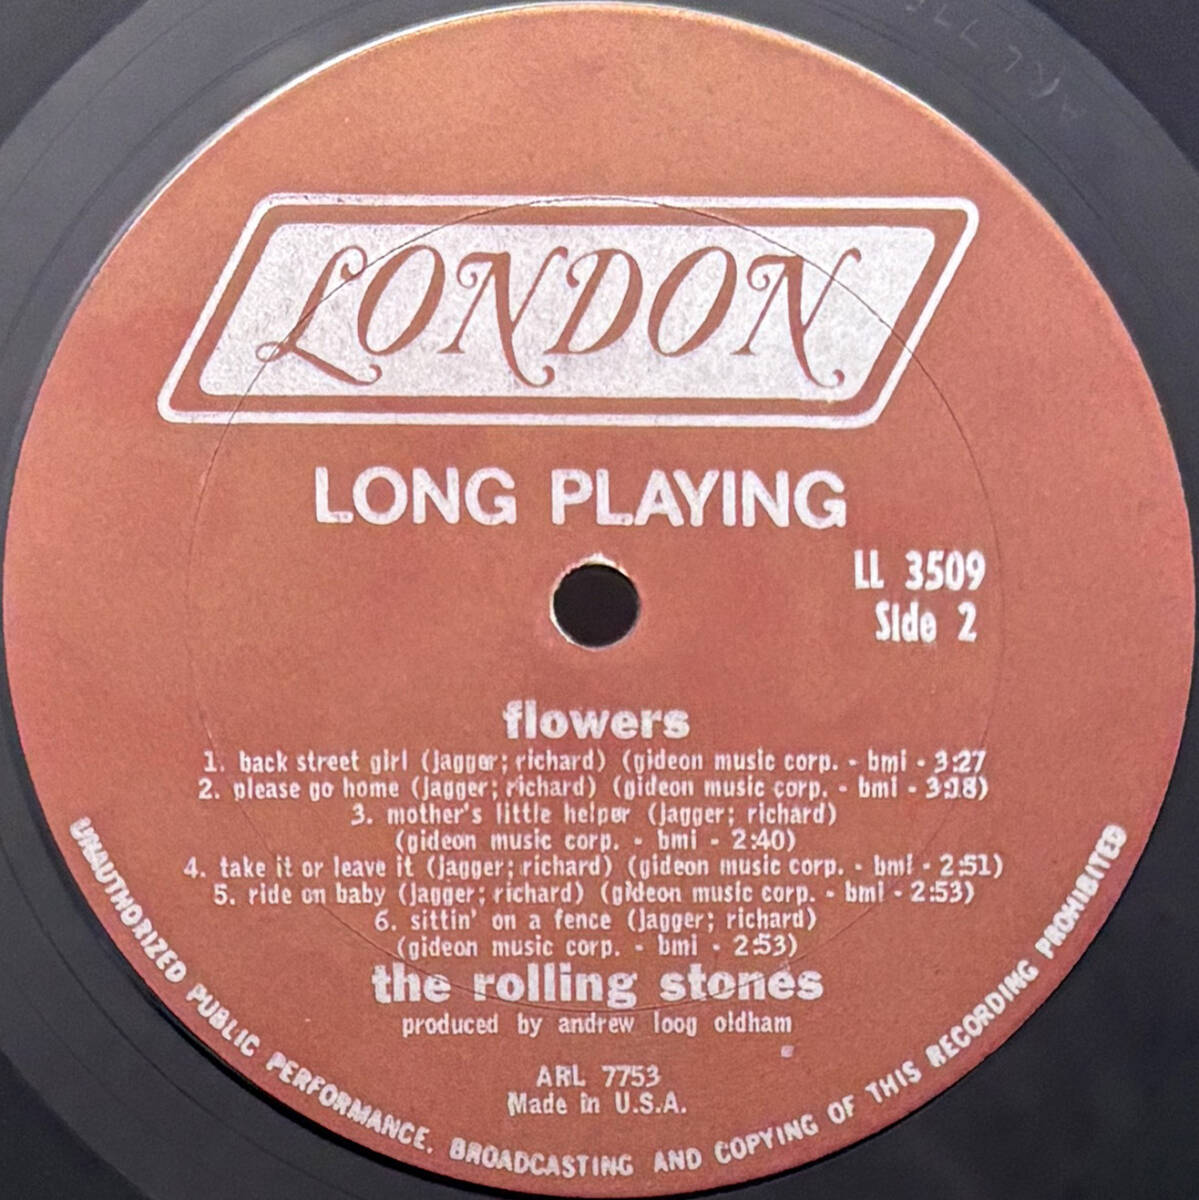 LONDON
LONG PLAYING
LL 3509
Side 2
flowers
1. back street girl (jagger; richard) (gideon music corp. - bmi - 3:27
2. please go home (jagger; richard) (gideon music corp. - bmi - 3:18)
3. mother's little helper (jagger; richard)
(gideon music corp. - bmi - 2:40)
4. take it or leave it (jagger; richard) (gideon music corp. - bmi - 2:51)
5. ride on baby (jagger; richard) (gideon music corp. - bmi - 2:53)
6. sittin' on a fence (jagger; richard)
(gideon music corp. - bmi - 2:53)
the rolling stones
produced by andrew loog oldham
ARL 7753
Made in U.S.A.
UNAUTHORIZED PUBLIC PERFORMANCE, BROADCASTING AND COPYING OF THIS RECORDING PROHIBITED